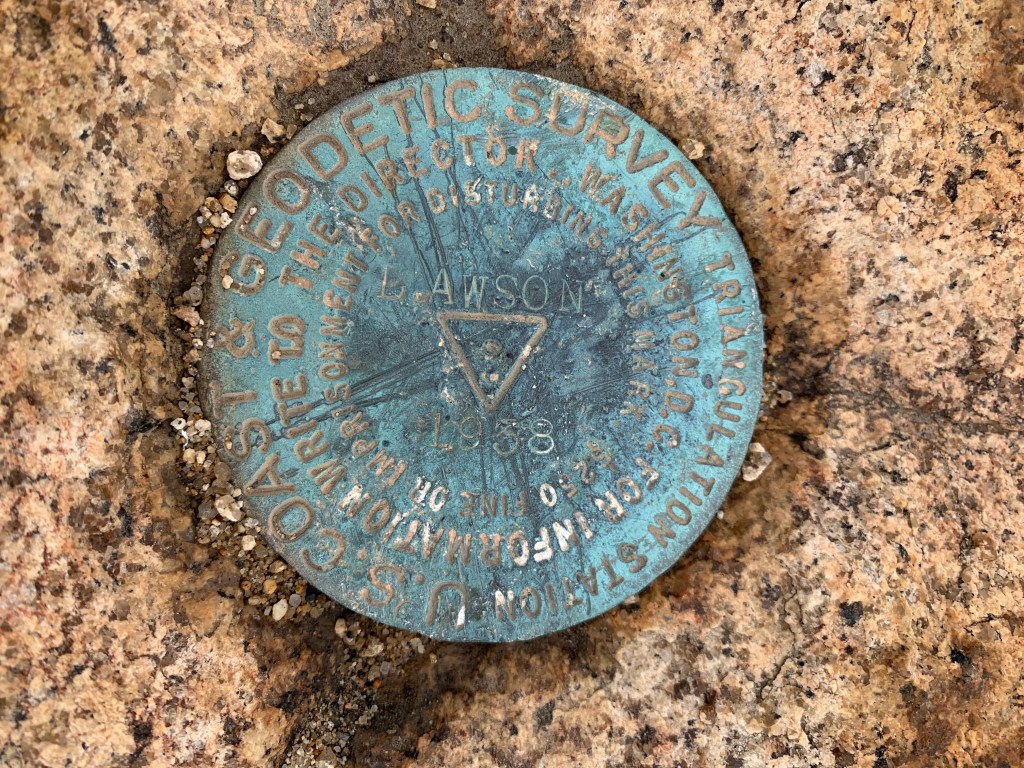 U.S. COAST & GEODETIC SURVEY
TRIANGULATION STATION
FOR INFORMATION WRITE TO THE DIRECTOR, WASHINGTON, D.C.
$250 FINE OR IMPRISONMENT FOR DISTURBING THIS MARK
LAWSON
1938